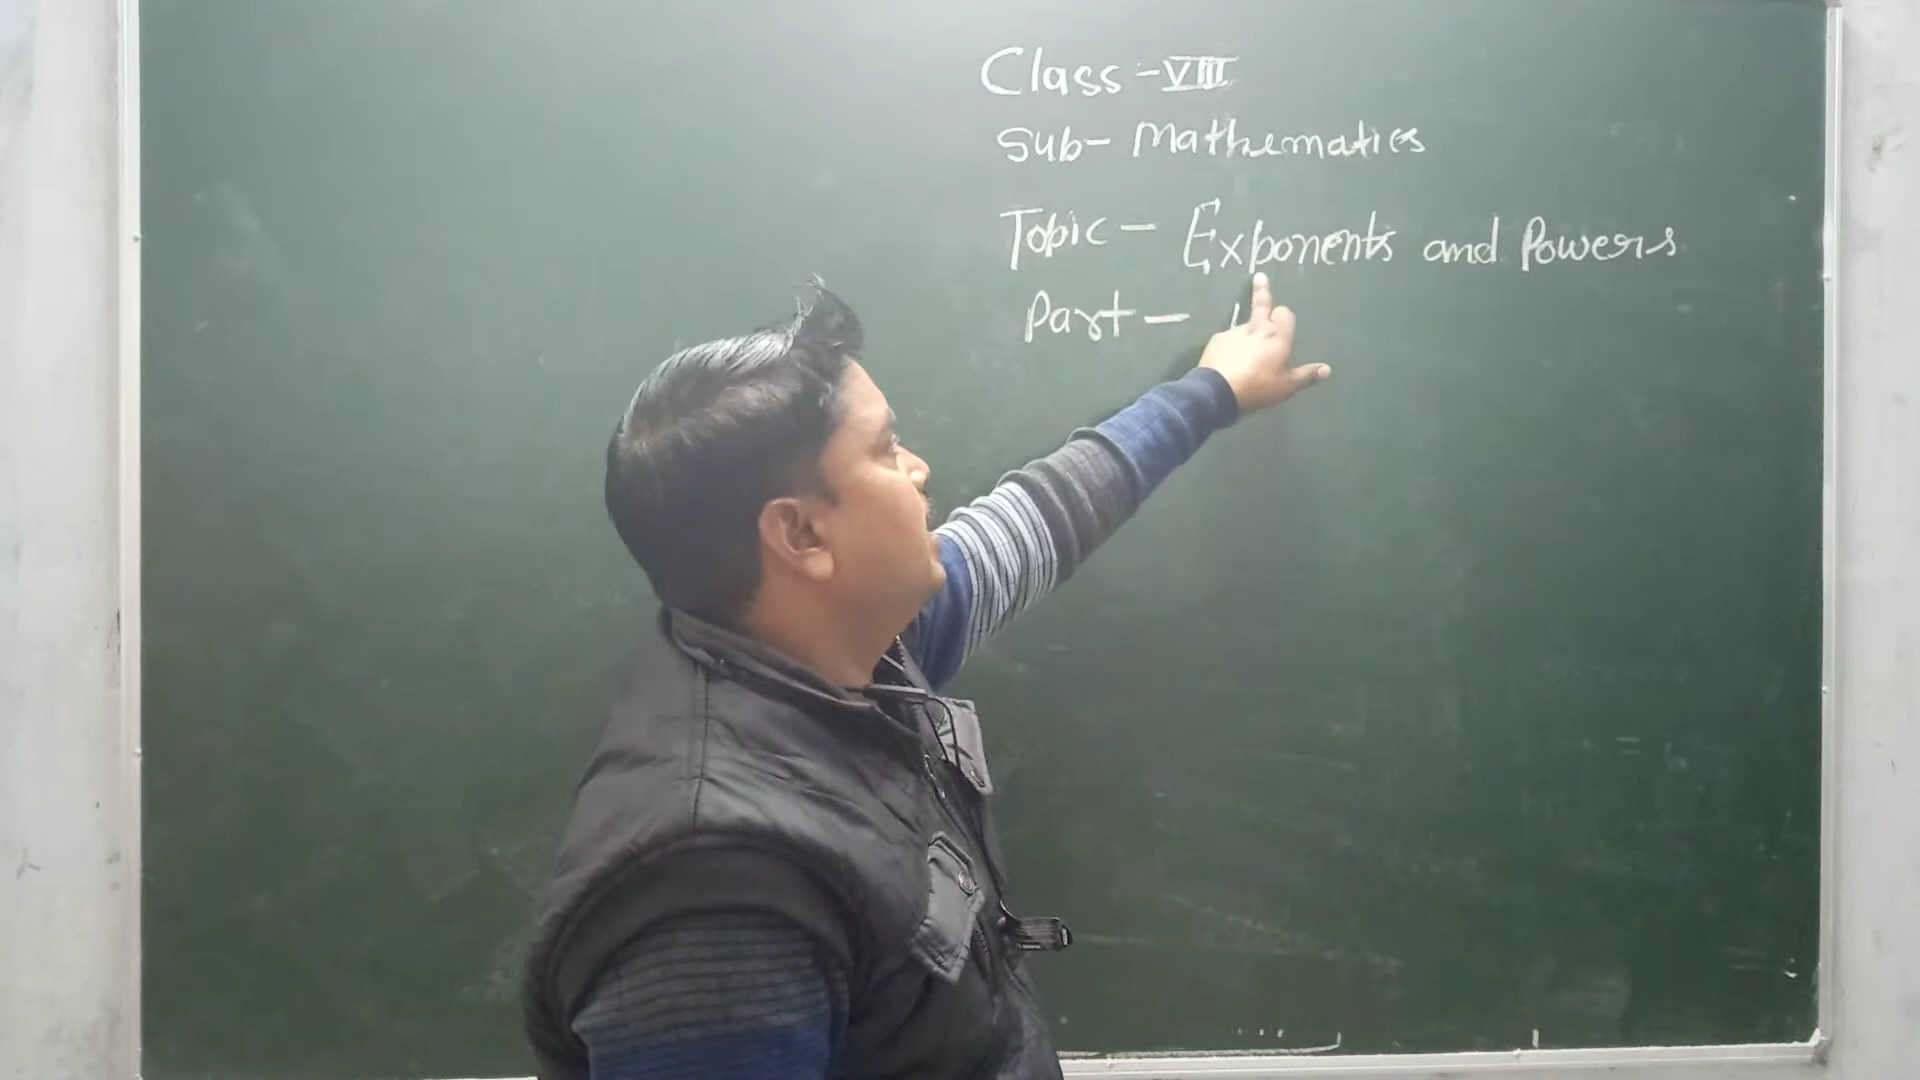 Class - VIII
Sub - Mathematics
Topic - Exponents and Powers
Part -